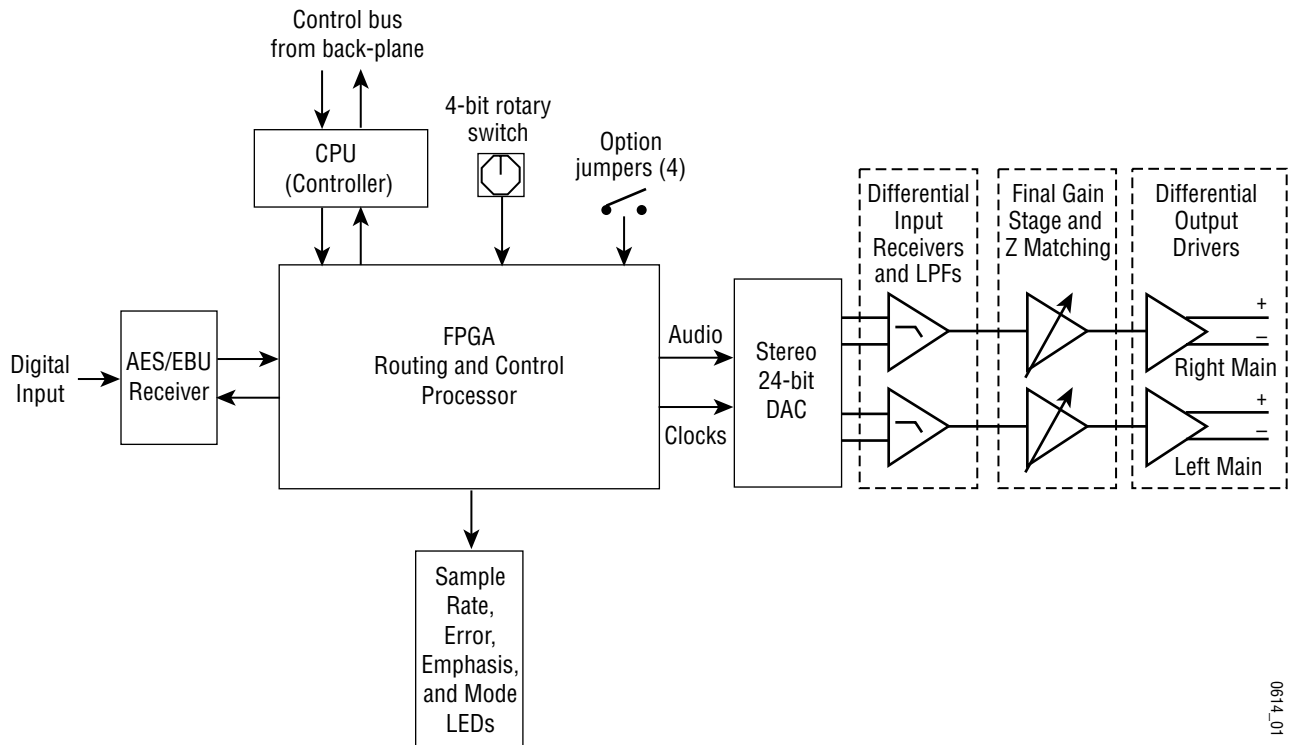 Control bus
from back-plane
4-bit rotary
switch
Option
jumpers (4)
CPU
(Controller)
Differential
Input
Receivers
and LPFs
Final Gain
Stage and
Z Matching
Differential
Output
Drivers
Digital
Input
AES/EBU
Receiver
FPGA
Routing and Control
Processor
Audio
Clocks
Stereo
24-bit
DAC
+
–
Right Main
+
–
Left Main
Sample
Rate,
Error,
Emphasis,
and Mode
LEDs
0614_01